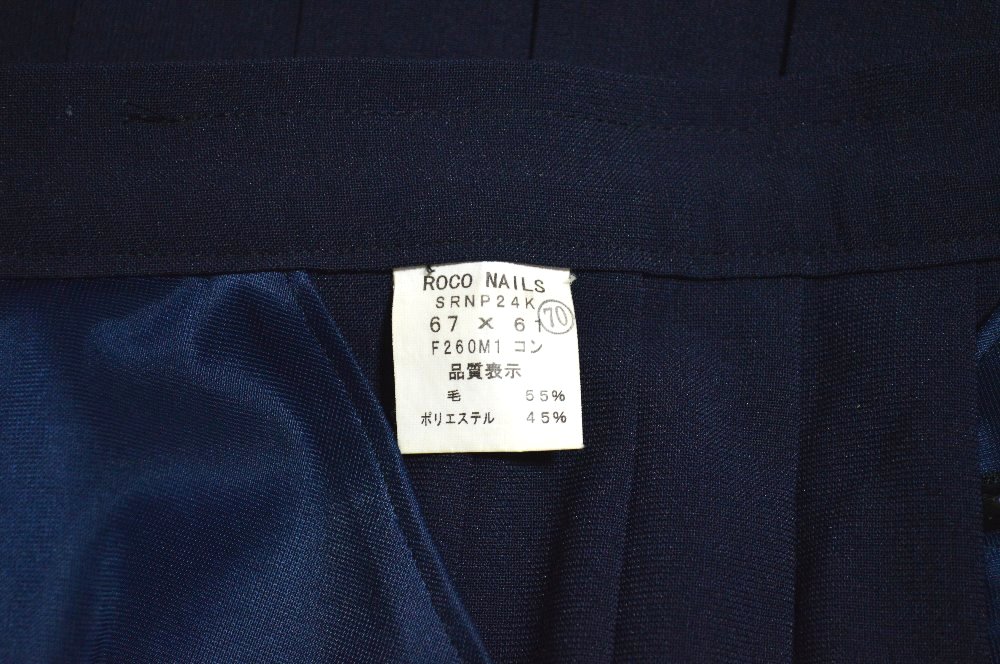 ROCO NAILS
SRNP24K
67 × 61 70
F260M1 コン
品質表示
毛 55%
ポリエステル 45%